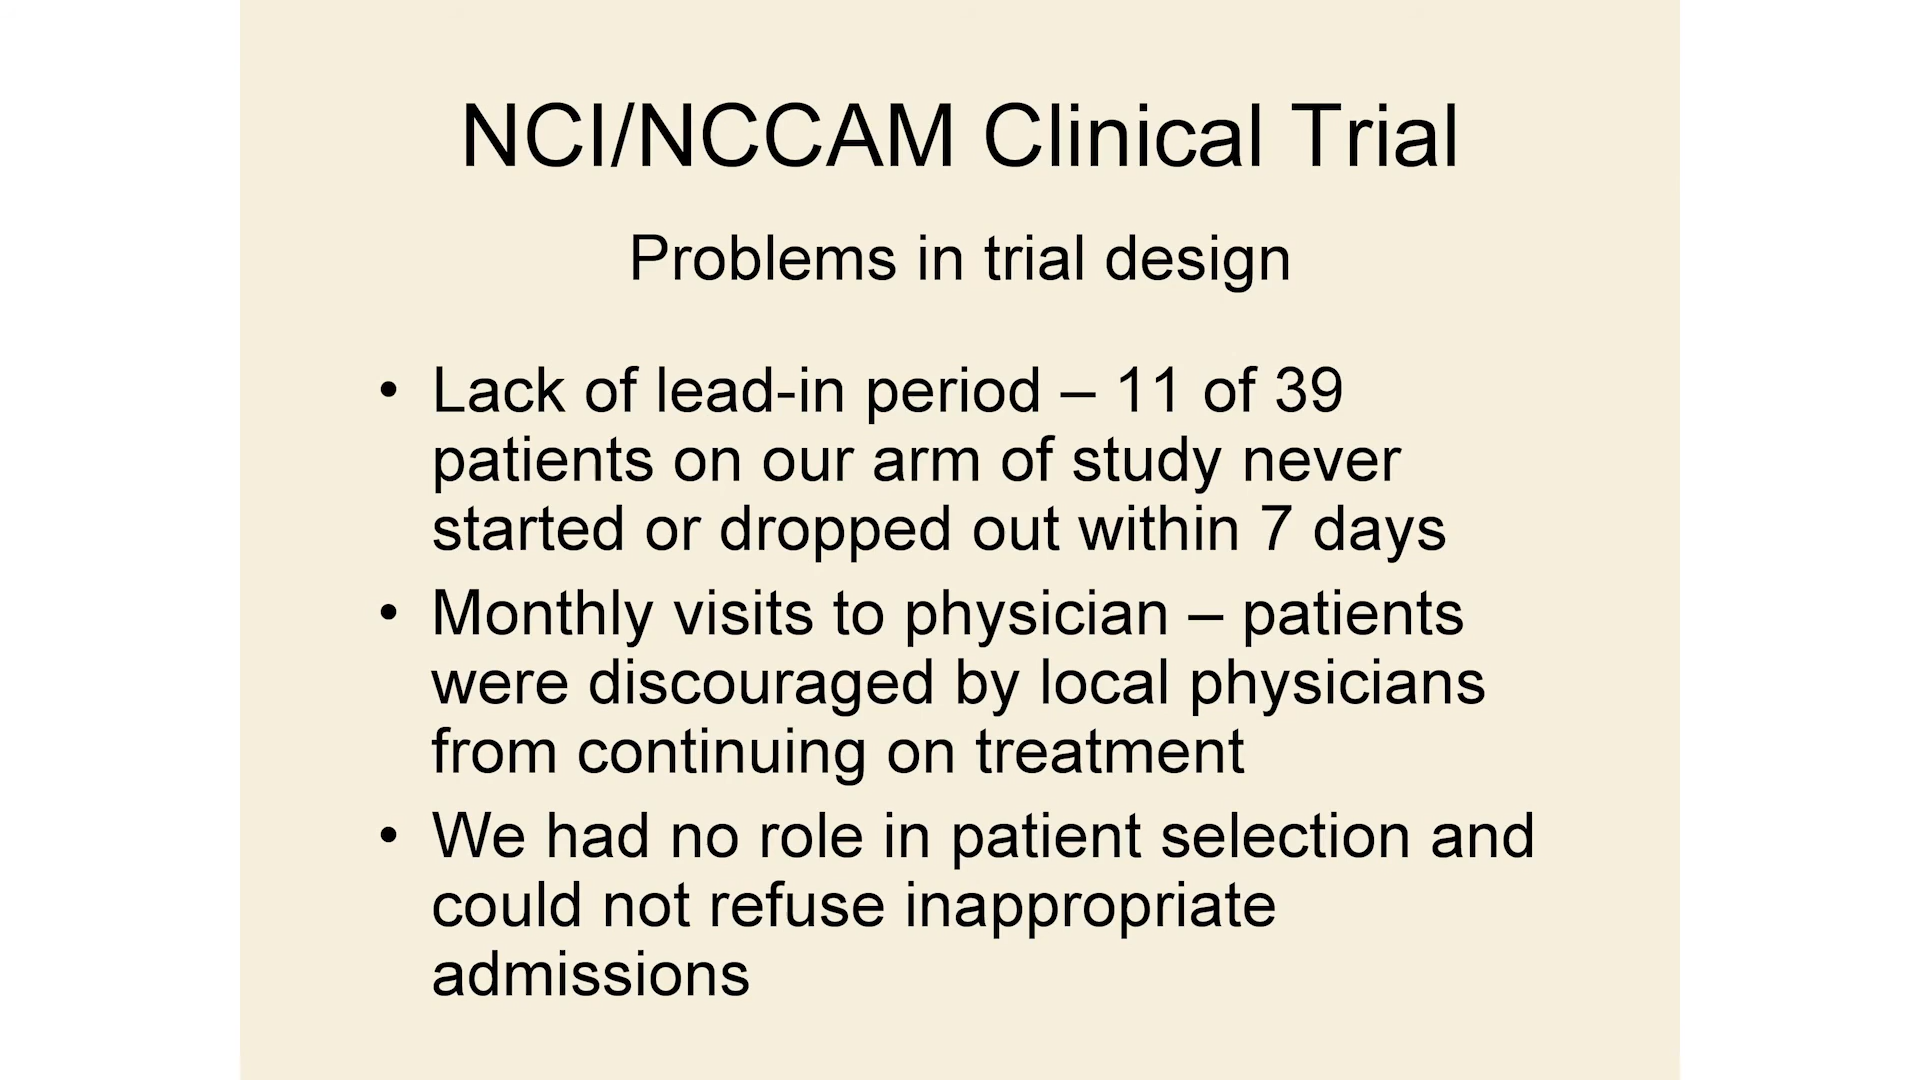 NCI/NCCAM Clinical Trial
Problems in trial design
• Lack of lead-in period – 11 of 39
patients on our arm of study never
started or dropped out within 7 days
• Monthly visits to physician – patients
were discouraged by local physicians
from continuing on treatment
• We had no role in patient selection and
could not refuse inappropriate
admissions